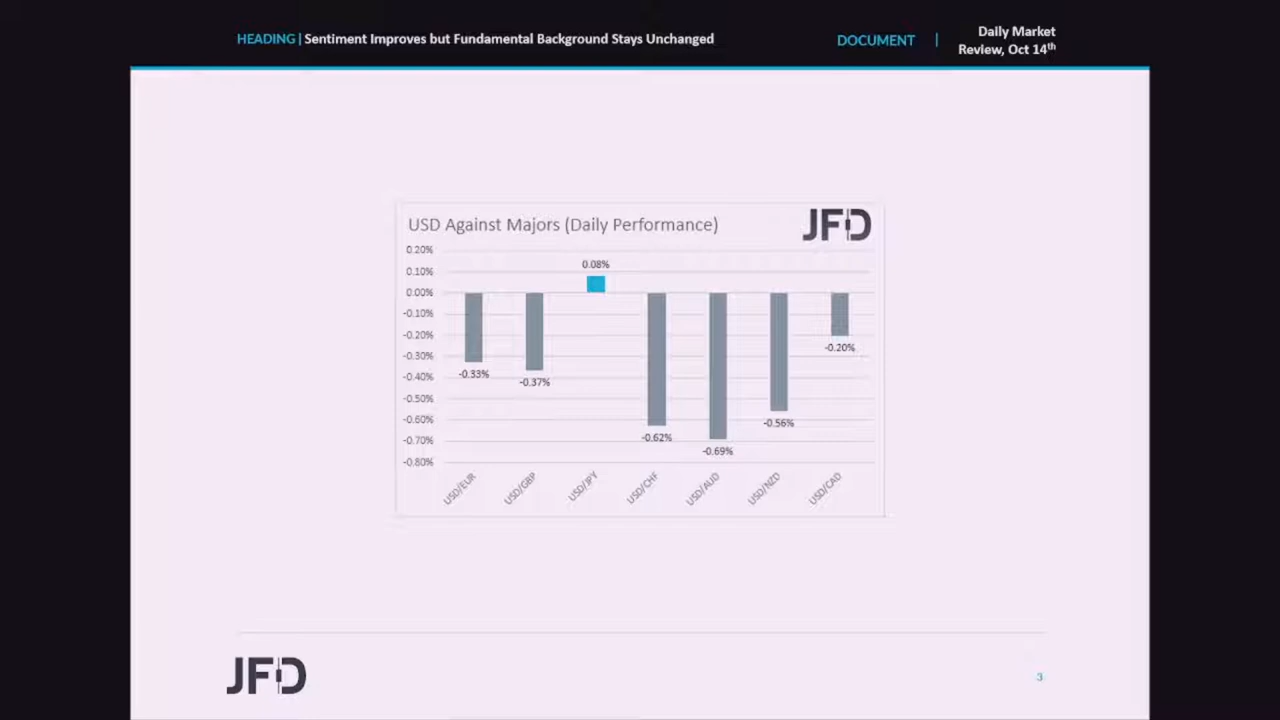 HEADING | Sentiment Improves but Fundamental Background Stays Unchanged
DOCUMENT |
Daily Market
Review, Oct 14th
USD Against Majors (Daily Performance)
JFD
0.20%
0.10%
0.00%
-0.10%
-0.20%
-0.30%
-0.40%
-0.50%
-0.60%
-0.70%
-0.80%
-0.33%
-0.37%
0.08%
-0.62%
-0.69%
-0.56%
-0.20%
USD/EUR
USD/GBP
USD/JPY
USD/CHF
USD/AUD
USD/NZD
USD/CAD
JFD
3